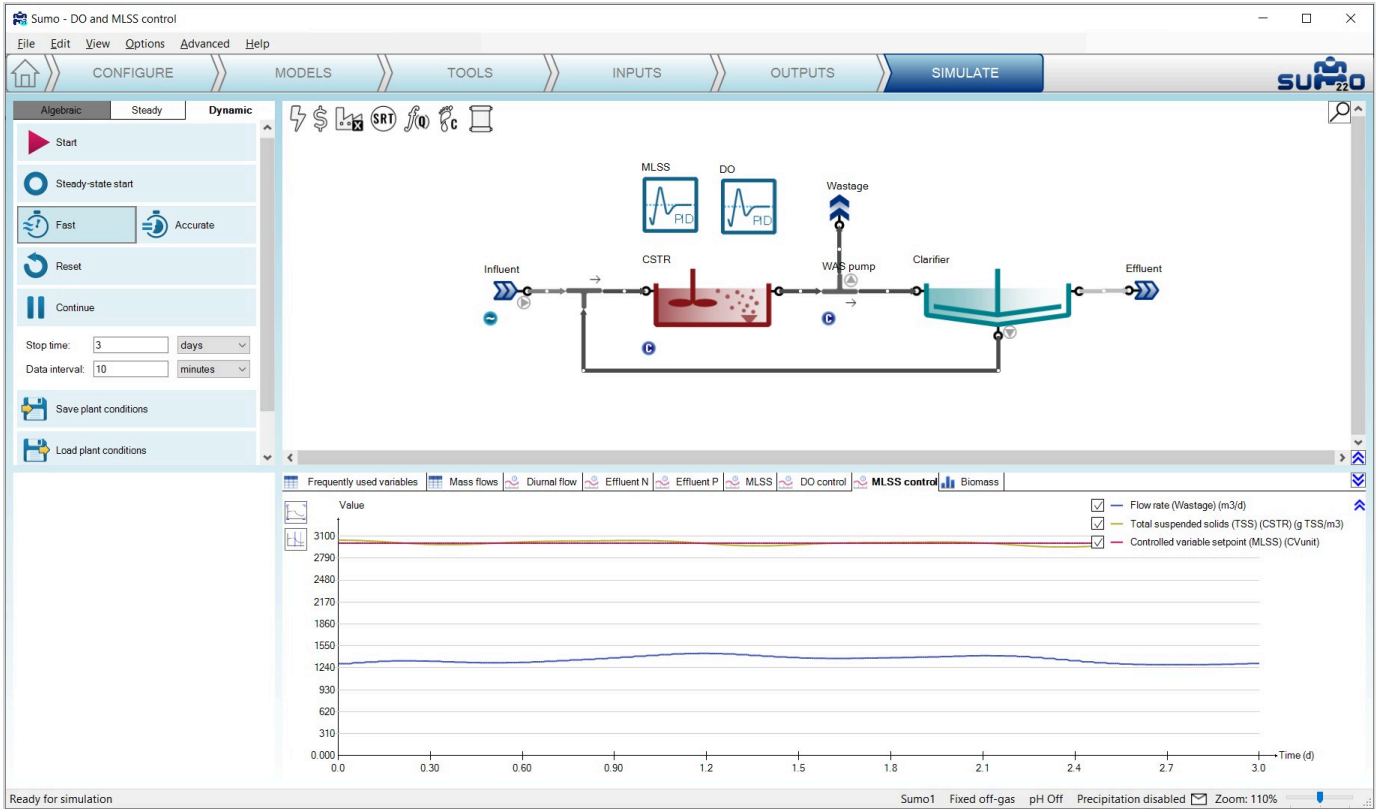 Sumo - DO and MLSS control
File Edit View Options Advanced Help
CONFIGURE MODELS TOOLS INPUTS OUTPUTS SIMULATE
SUMO 22
Algebraic Steady Dynamic
Start
Steady-state start
Fast Accurate
Reset
Continue
Stop time: 3 days
Data interval: 10 minutes
Save plant conditions
Load plant conditions
$ X SRT f(Q) C
MLSS DO
PID PID
Wastage
Influent CSTR WAS pump Clarifier Effluent
C
C
Frequently used variables Mass flows Diurnal flow Effluent N Effluent P MLSS DO control MLSS control Biomass
Value
Flow rate (Wastage) (m3/d)
Total suspended solids (TSS) (CSTR) (g TSS/m3)
Controlled variable setpoint (MLSS) (CVunit)
3100
2790
2480
2170
1860
1550
1240
930
620
310
0.000
Time (d)
0.0 0.30 0.60 0.90 1.2 1.5 1.8 2.1 2.4 2.7 3.0
Ready for simulation Sumo1 Fixed off-gas pH Off Precipitation disabled Zoom: 110%